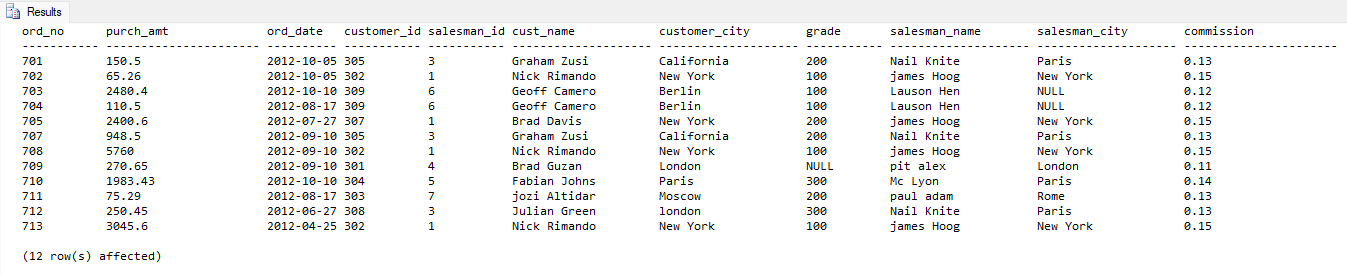 Results
ord_no purch_amt ord_date customer_id salesman_id cust_name customer_city grade salesman_name salesman_city commission
----------- ---------------------- ---------- ----------- ----------- -------------------- -------------------- ----------- -------------------- -------------------- ----------------------
701 150.5 2012-10-05 305 3 Graham Zusi California 200 Nail Knite Paris 0.13
702 65.26 2012-10-05 302 1 Nick Rimando New York 100 james Hoog New York 0.15
703 2480.4 2012-10-10 309 6 Geoff Camero Berlin 100 Lauson Hen NULL 0.12
704 110.5 2012-08-17 309 6 Geoff Camero Berlin 100 Lauson Hen NULL 0.12
705 2400.6 2012-07-27 307 1 Brad Davis New York 200 james Hoog New York 0.15
707 948.5 2012-09-10 305 3 Graham Zusi California 200 Nail Knite Paris 0.13
708 5760 2012-09-10 302 1 Nick Rimando New York 100 james Hoog New York 0.15
709 270.65 2012-09-10 301 4 Brad Guzan London NULL pit alex London 0.11
710 1983.43 2012-10-10 304 5 Fabian Johns Paris 300 Mc Lyon Paris 0.14
711 75.29 2012-08-17 303 7 jozi Altidar Moscow 200 paul adam Rome 0.13
712 250.45 2012-06-27 308 3 Julian Green london 300 Nail Knite Paris 0.13
713 3045.6 2012-04-25 302 1 Nick Rimando New York 100 james Hoog New York 0.15
(12 row(s) affected)